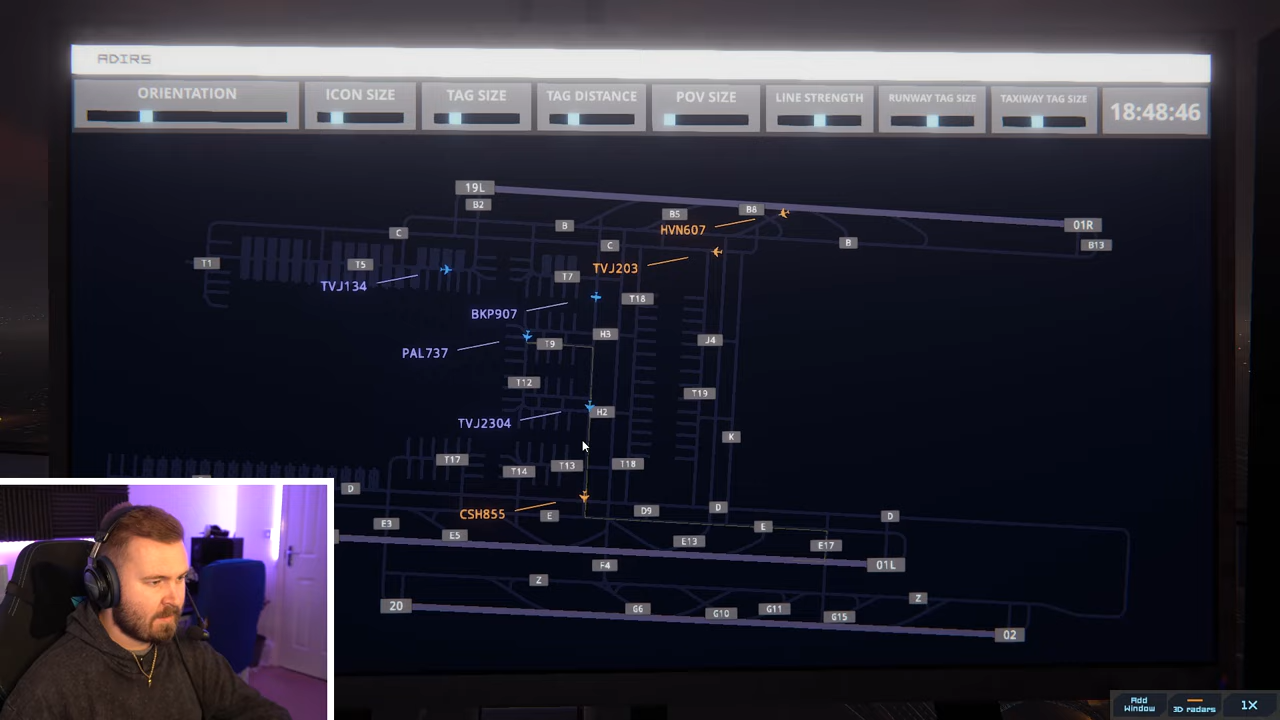 ADIRS
ORIENTATION
ICON SIZE
TAG SIZE
TAG DISTANCE
POV SIZE
LINE STRENGTH
RUNWAY TAG SIZE
TAXIWAY TAG SIZE
18:48:46
19L
B2
B5
B8
B
HVN607
01R
C
C
B
B13
T1
T5
TVJ203
T7
TVJ134
T18
BKP907
H3
J4
PAL737
T9
T12
T19
H2
TVJ2304
K
T17
T14
T13
T18
D
CSH855
E
D9
D
D
E3
E
E5
E13
E17
F4
01L
Z
Z
20
G6
G10
G11
G15
02
Add Window
3D radars
1X